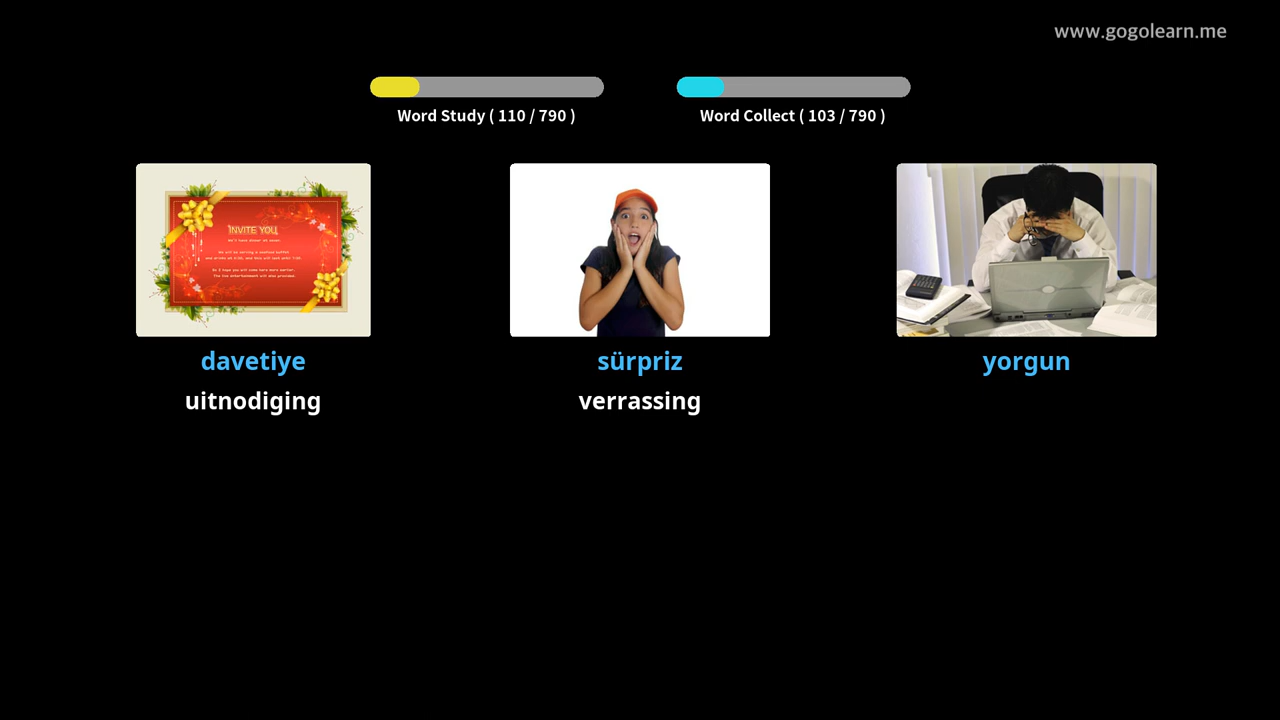 www.gogolearn.me
Word Study ( 110 / 790 )
Word Collect ( 103 / 790 )
INVITE YOU
davetiye
sürpriz
yorgun
uitnodiging
verrassing